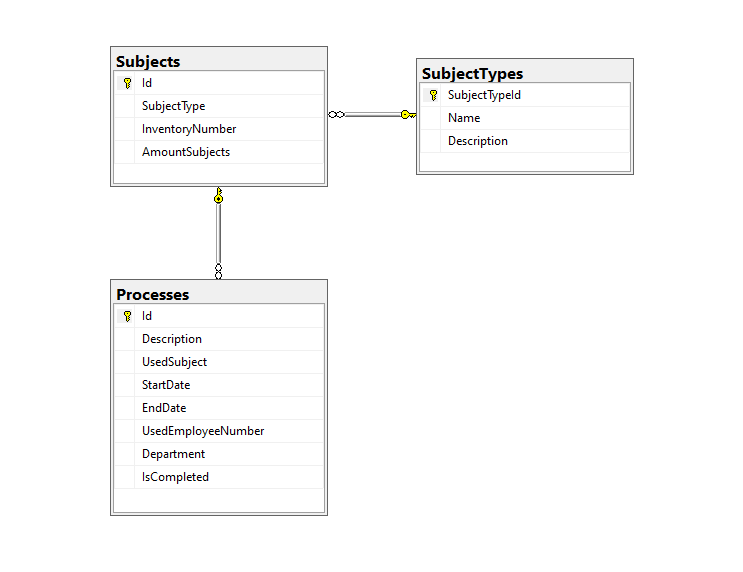 Subjects
Id
SubjectType
InventoryNumber
AmountSubjects
SubjectTypes
SubjectTypeId
Name
Description
Processes
Id
Description
UsedSubject
StartDate
EndDate
UsedEmployeeNumber
Department
IsCompleted